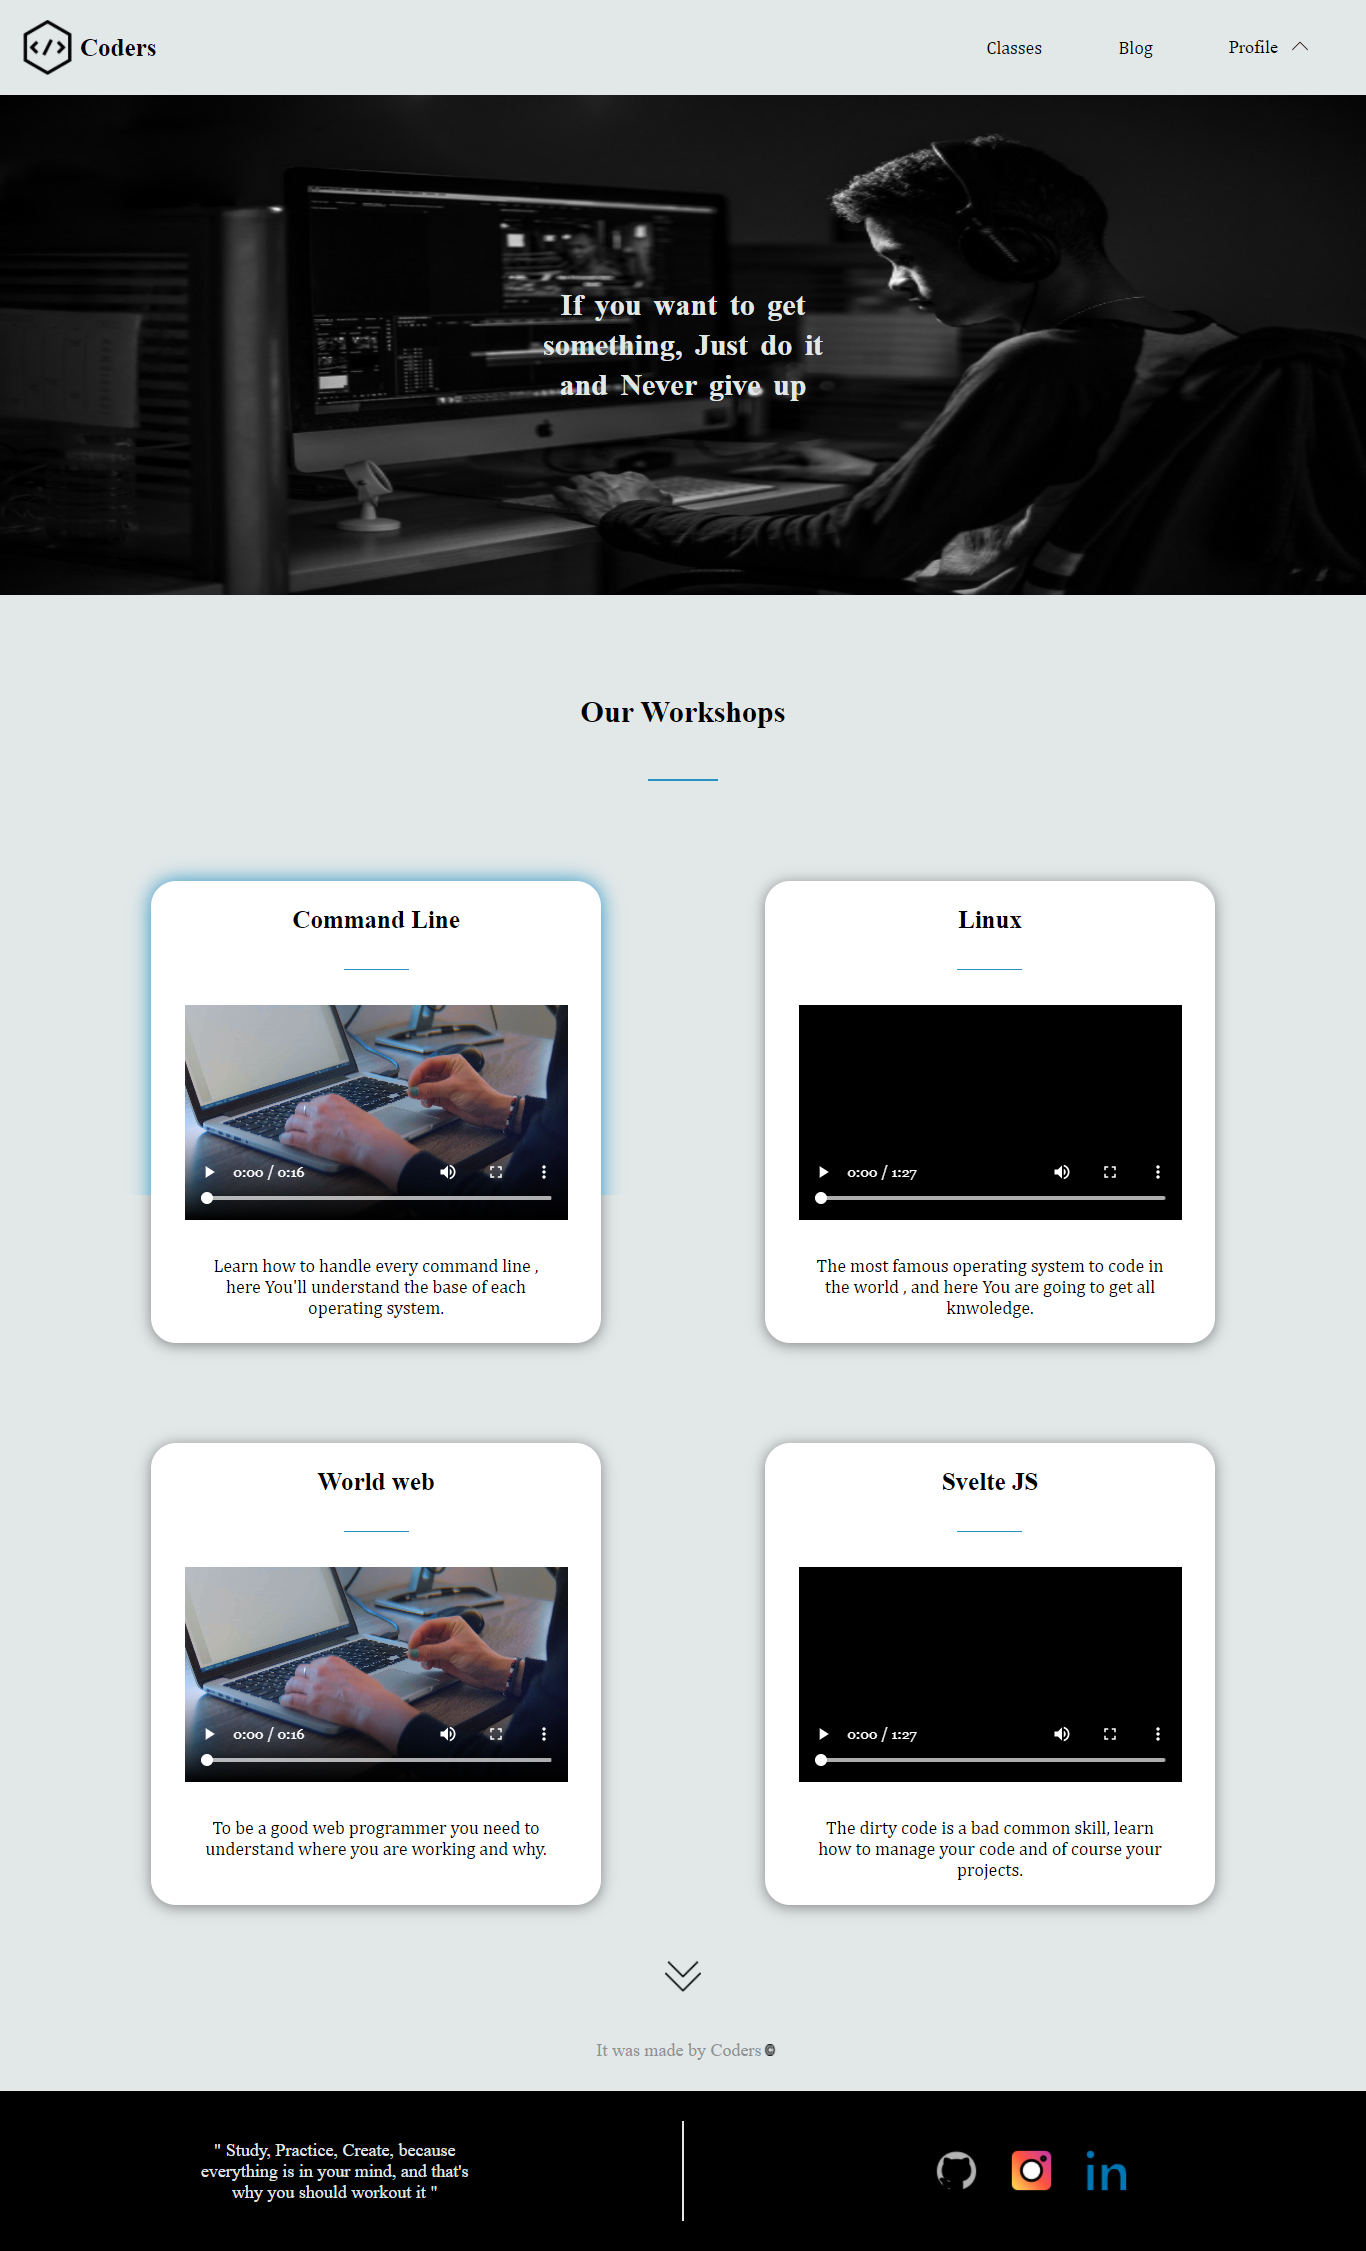 </> Coders
Classes
Blog
Profile
If you want to get
something, Just do it
and Never give up
Our Workshops
Command Line
0:00 / 0:16
Learn how to handle every command line ,
here You'll understand the base of each
operating system.
Linux
0:00 / 1:27
The most famous operating system to code in
the world , and here You are going to get all
knwoledge.
World web
0:00 / 0:16
To be a good web programmer you need to
understand where you are working and why.
Svelte JS
0:00 / 1:27
The dirty code is a bad common skill, learn
how to manage your code and of course your
projects.
It was made by Coders ©
" Study, Practice, Create, because
everything is in your mind, and that's
why you should workout it "
in